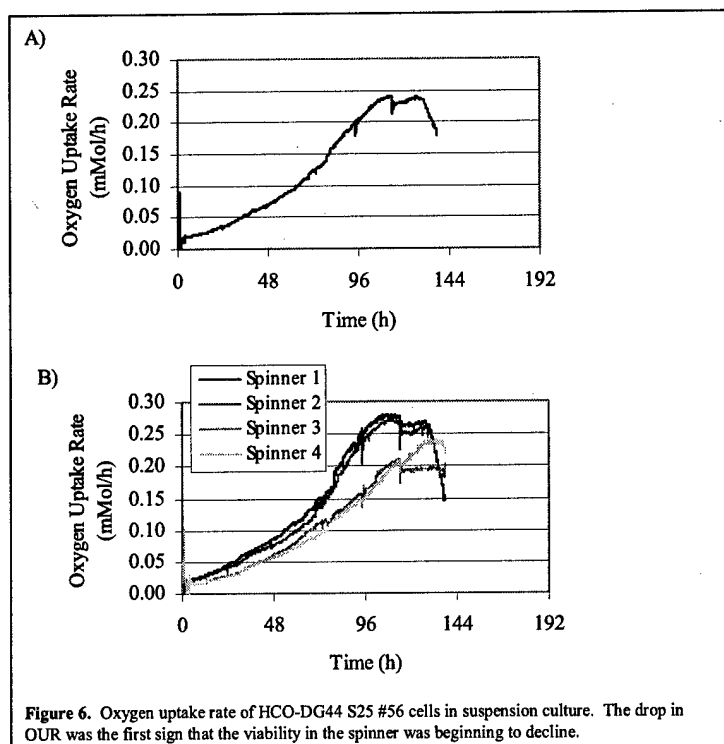 A)
Oxygen Uptake Rate
(mMol/h)
0.30
0.25
0.20
0.15
0.10
0.05
0.00
0 48 96 144 192
Time (h)
B)
Spinner 1
Spinner 2
Spinner 3
Spinner 4
Oxygen Uptake Rate
(mMol/h)
0.30
0.25
0.20
0.15
0.10
0.05
0.00
0 48 96 144 192
Time (h)
Figure 6. Oxygen uptake rate of HCO-DG44 S25 #56 cells in suspension culture. The drop in
OUR was the first sign that the viability in the spinner was beginning to decline.